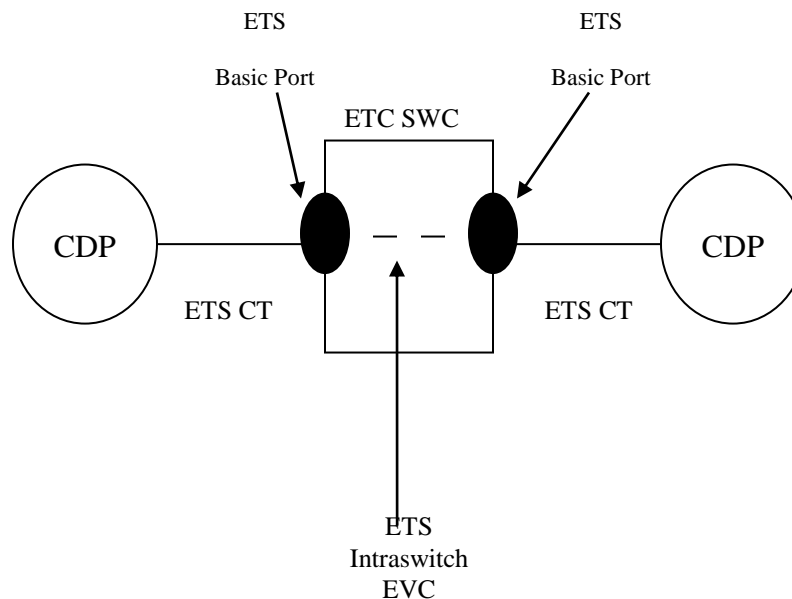 ETS
Basic Port
ETS
Basic Port
ETC SWC
CDP
ETS CT
ETS CT
CDP
ETS
Intraswitch
EVC